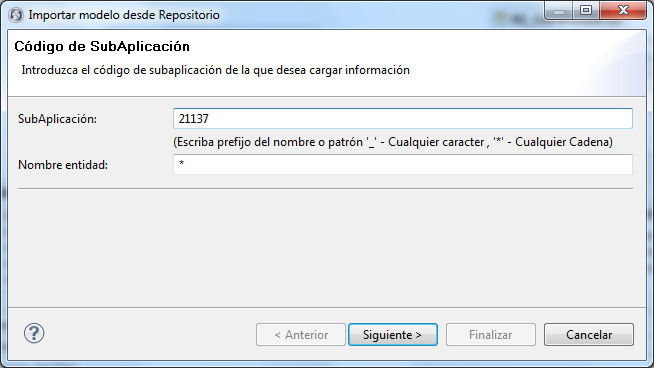 Importar modelo desde Repositorio
Código de SubAplicación
Introduzca el código de subaplicación de la que desea cargar información
SubAplicación: 21137
(Escriba prefijo del nombre o patrón '_' - Cualquier caracter , '*' - Cualquier Cadena)
Nombre entidad: *
? < Anterior Siguiente > Finalizar Cancelar